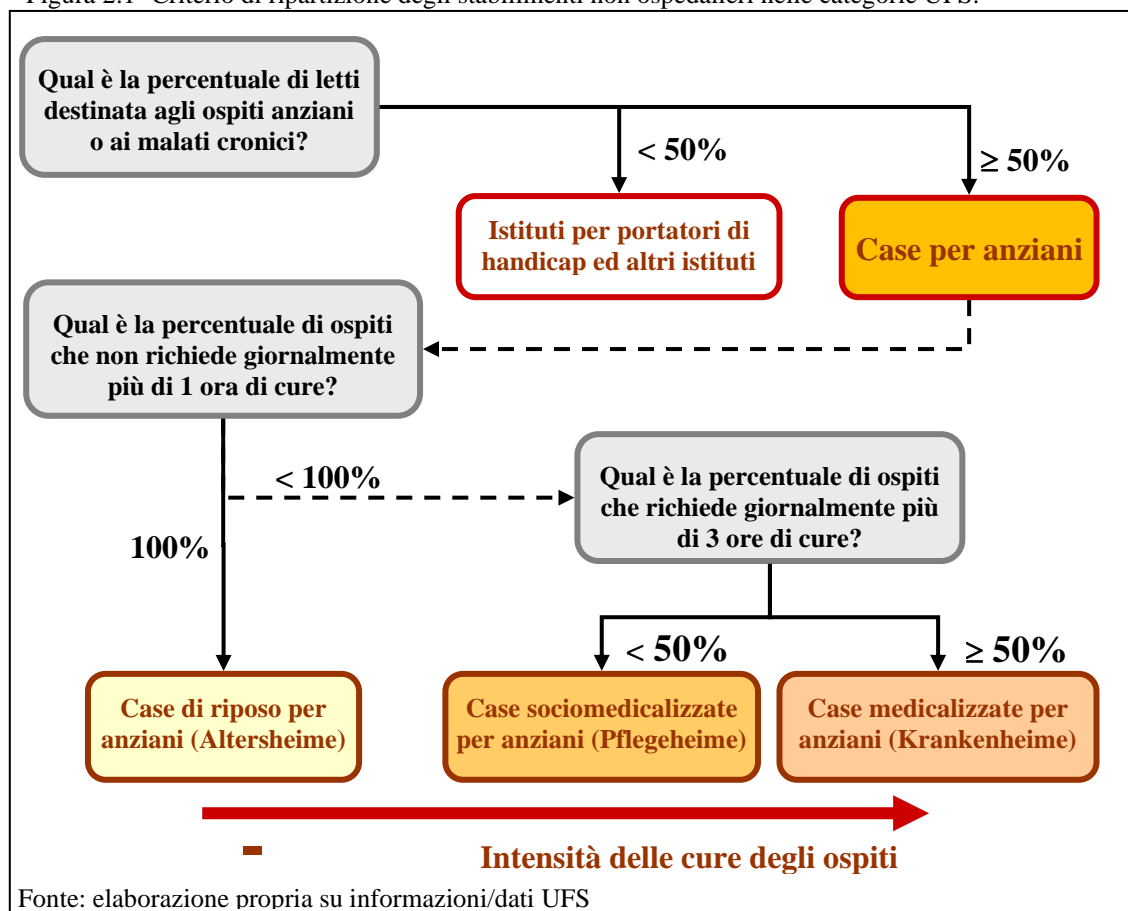 Figura 2.1 Criterio di ripartizione degli stabilimenti non ospedalieri nelle categorie UFS.
Qual è la percentuale di letti
destinata agli ospiti anziani
o ai malati cronici?
< 50%
≥ 50%
Istituti per portatori di
handicap ed altri istituti
Case per anziani
Qual è la percentuale di ospiti
che non richiede giornalmente
più di 1 ora di cure?
< 100%
100%
Qual è la percentuale di ospiti
che richiede giornalmente più
di 3 ore di cure?
< 50%
≥ 50%
Case di riposo per
anziani (Altersheime)
Case sociomedicalizzate
per anziani (Pflegeheime)
Case medicalizzate per
anziani (Krankenheime)
-
Intensità delle cure degli ospiti
Fonte: elaborazione propria su informazioni/dati UFS